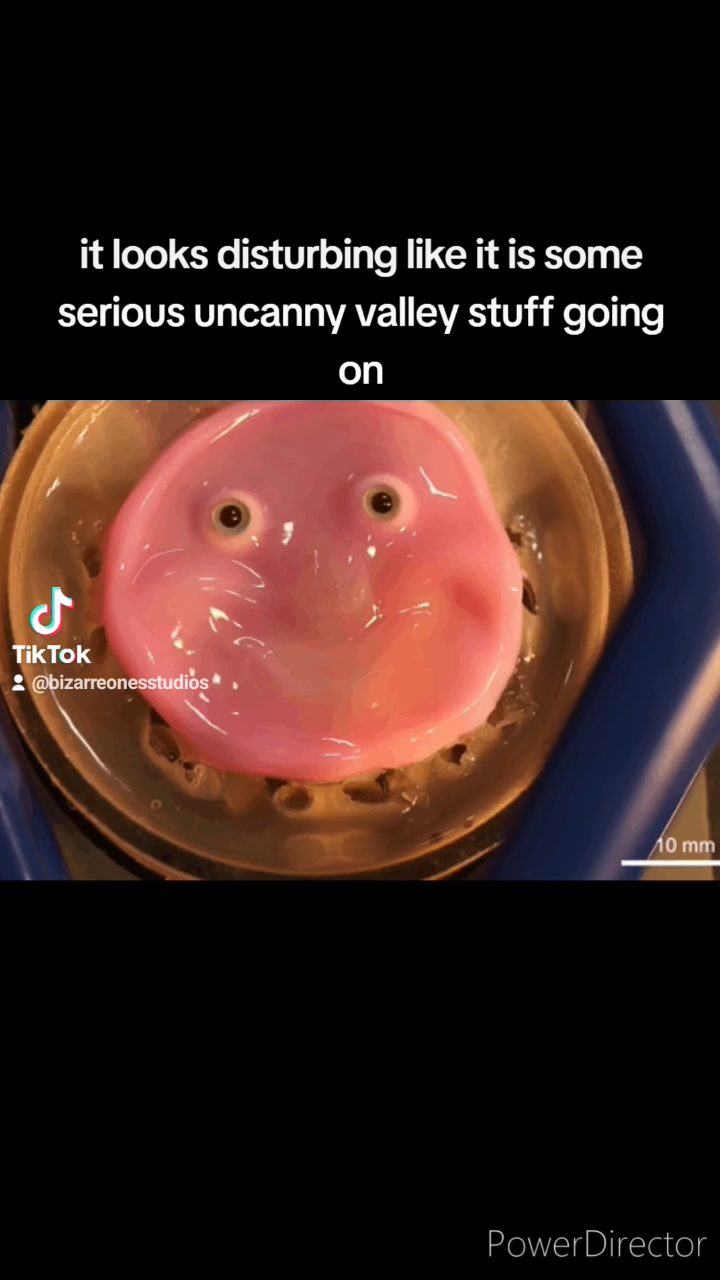 it looks disturbing like it is some
serious uncanny valley stuff going
on
TikTok
@bizarreonesstudios
10 mm
PowerDirector